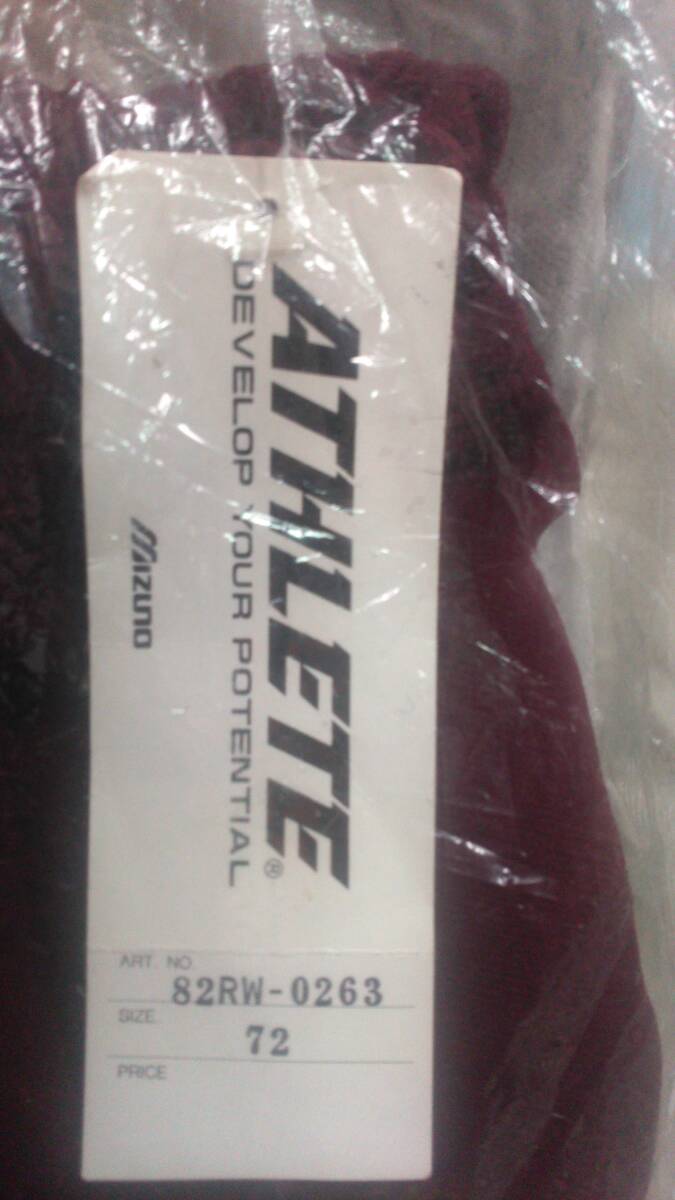 ATHLETE®
DEVELOP YOUR POTENTIAL
MIZUNO
ART. NO
82RW-0263
SIZE.
72
PRICE